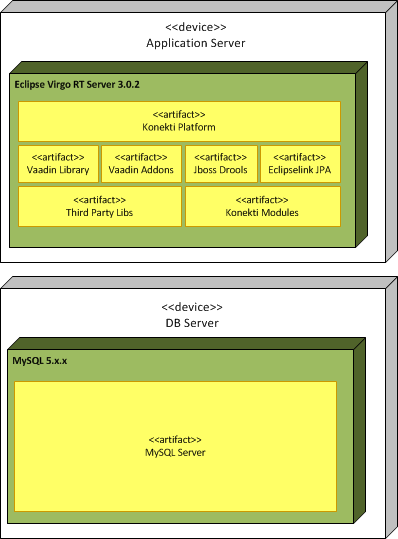 <<device>>
Application Server
Eclipse Virgo RT Server 3.0.2
<<artifact>>
Konekti Platform
<<artifact>>
Vaadin Library
<<artifact>>
Vaadin Addons
<<artifact>>
Jboss Drools
<<artifact>>
Eclipselink JPA
<<artifact>>
Third Party Libs
<<artifact>>
Konekti Modules
<<device>>
DB Server
MySQL 5.x.x
<<artifact>>
MySQL Server